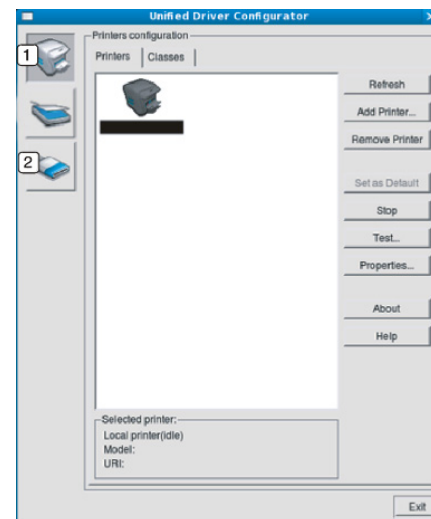 Unified Driver Configurator
1
2
Printers configuration
Printers
Classes
Refresh
Add Printer...
Remove Printer
Set as Default
Stop
Test...
Properties...
About
Help
Selected printer:
Local printer(idle)
Model:
URI:
Exit